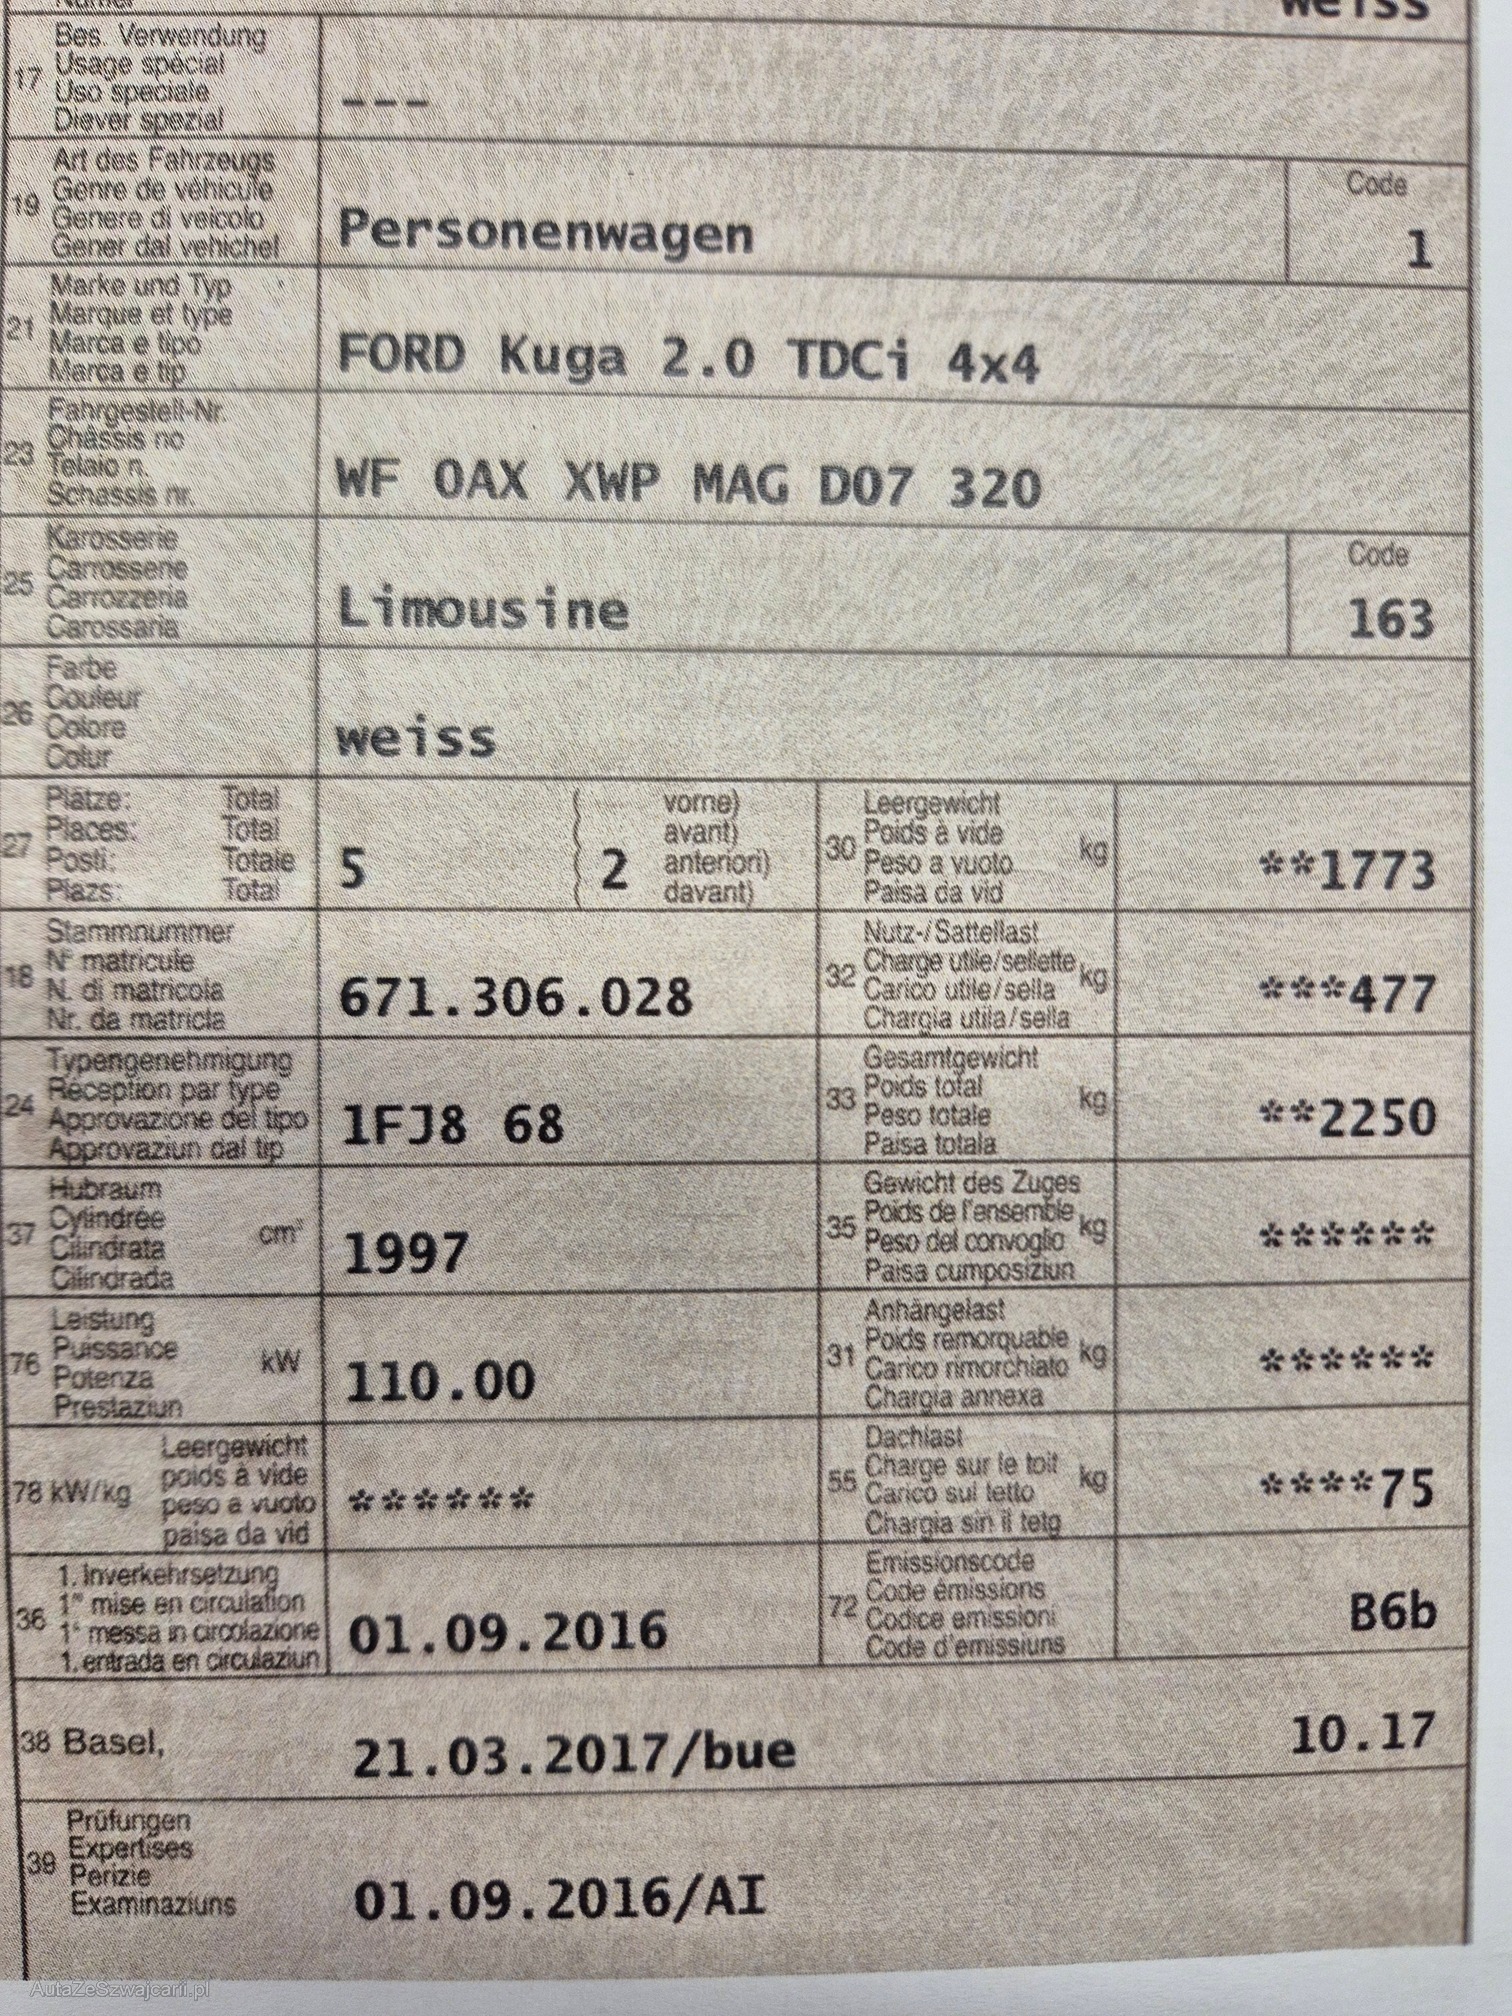 Numer
weiss
17 Bes. Verwendung
Usage spécial
Uso speciale
Diever spezial
---
19 Art des Fahrzeugs
Genre de véhicule
Genere di veicolo
Gener dal vehichel
Personenwagen
Code
1
21 Marke und Typ
Marque et type
Marca e tipo
Marca e tip
FORD Kuga 2.0 TDCi 4x4
23 Fahrgestell-Nr.
Châssis no
Telaio n.
Schassis nr.
WF 0AX XWP MAG D07 320
25 Karosserie
Carrosserie
Carrozzeria
Carossaria
Limousine
Code
163
26 Farbe
Couleur
Colore
Colur
weiss
27 Plätze: Total
Places: Total
Posti: Totale
Plazs: Total
5
( 2 vorne)
avant)
anteriori)
davant)
30 Leergewicht
Poids à vide
Peso a vuoto
Paisa da vid
kg
**1773
18 Stammnummer
N° matricule
N. di matricola
Nr. da matricla
671.306.028
32 Nutz-/Sattellast
Charge utile/sellette
Carico utile/sella
Chargia utila/sella
kg
***477
24 Typengenehmigung
Réception par type
Approvazione del tipo
Approvaziun dal tip
1FJ8 68
33 Gesamtgewicht
Poids total
Peso totale
Paisa totala
kg
**2250
37 Hubraum
Cylindrée
Cilindrata
Cilindrada
cm³
1997
35 Gewicht des Zuges
Poids de l'ensemble
Peso del convoglio
Paisa cumposiziun
kg
******
76 Leistung
Puissance
Potenza
Prestaziun
kW
110.00
31 Anhängelast
Poids remorquable
Carico rimorchiato
Chargia annexa
kg
******
78 kW/kg Leergewicht
poids à vide
peso a vuoto
paisa da vid
******
55 Dachlast
Charge sur le toit
Carico sul tetto
Chargia sin il tetg
kg
****75
36 1. Inverkehrsetzung
1re mise en circulation
1a messa in circolazione
1. entrada en circulaziun
01.09.2016
72 Emissionscode
Code émissions
Codice emissioni
Code d'emissiuns
B6b
38 Basel, 21.03.2017/bue 10.17
39 Prüfungen
Expertises
Perizie
Examinaziuns
01.09.2016/AI
AutaZeSzwajcarii.pl